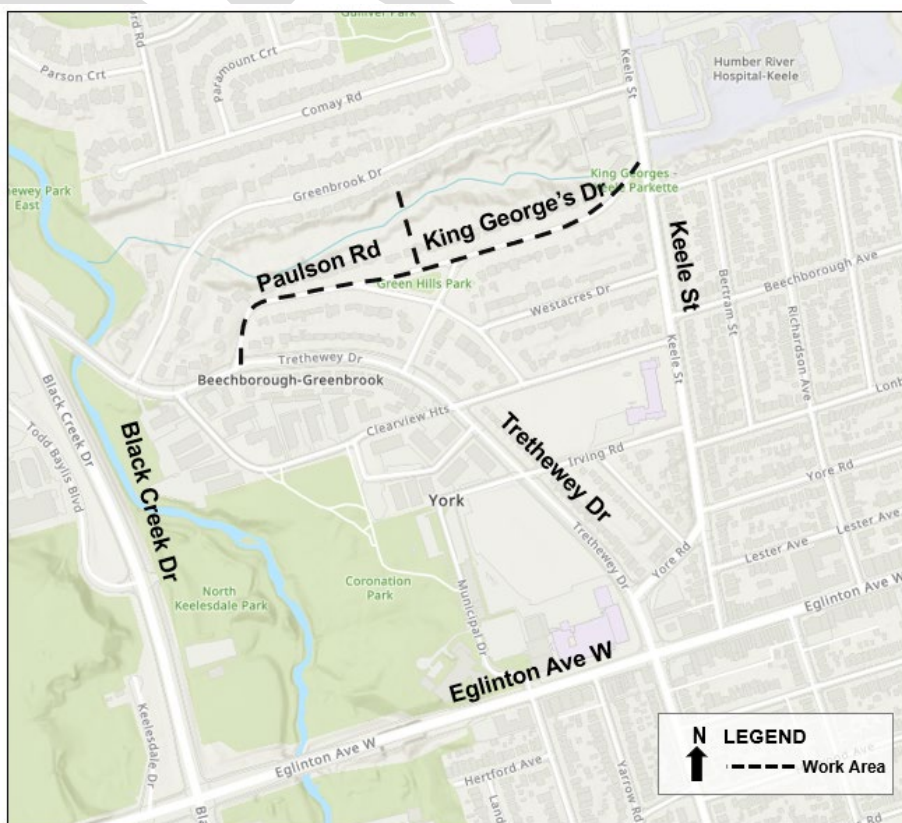 Gulliver Park
Parson Crt
Paramount Crt
Comay Rd
Keele St
Humber River
Hospital-Keele
Greenbrook Dr
King Georges -
Parkette
King George's Dr
Paulson Rd
Green Hills Park
Keele St
Westacres Dr
Bertram St
Beechborough Ave
Richardson Ave
Keele St
Trethewey Dr
Beechborough-Greenbrook
Black Creek Dr
Todd Baylis Blvd
Black Creek Dr
Clearview Hts
Trethewey Dr
Irving Rd
Yore Rd
York
Trethewey Dr
Yore Rd
Lester Ave
Lester Ave
North
Keelesdale Park
Coronation
Park
Municipal Dr
Eglinton Ave W
Eglinton Ave W
Eglinton Ave W
Keelesdale Dr
Hertford Ave
Yarrow Rd
N LEGEND
Work Area